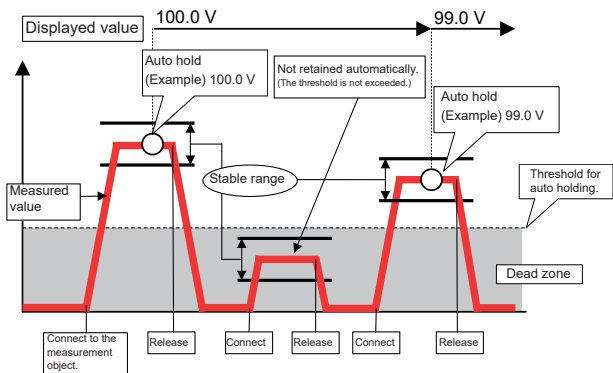 Displayed value
100.0 V
99.0 V
Auto hold
(Example) 100.0 V
Not retained automatically.
(The threshold is not exceeded.)
Auto hold
(Example) 99.0 V
Measured
value
Stable range
Threshold for
auto holding.
Dead zone
Connect to the
measurement
object.
Release
Connect
Release
Connect
Release